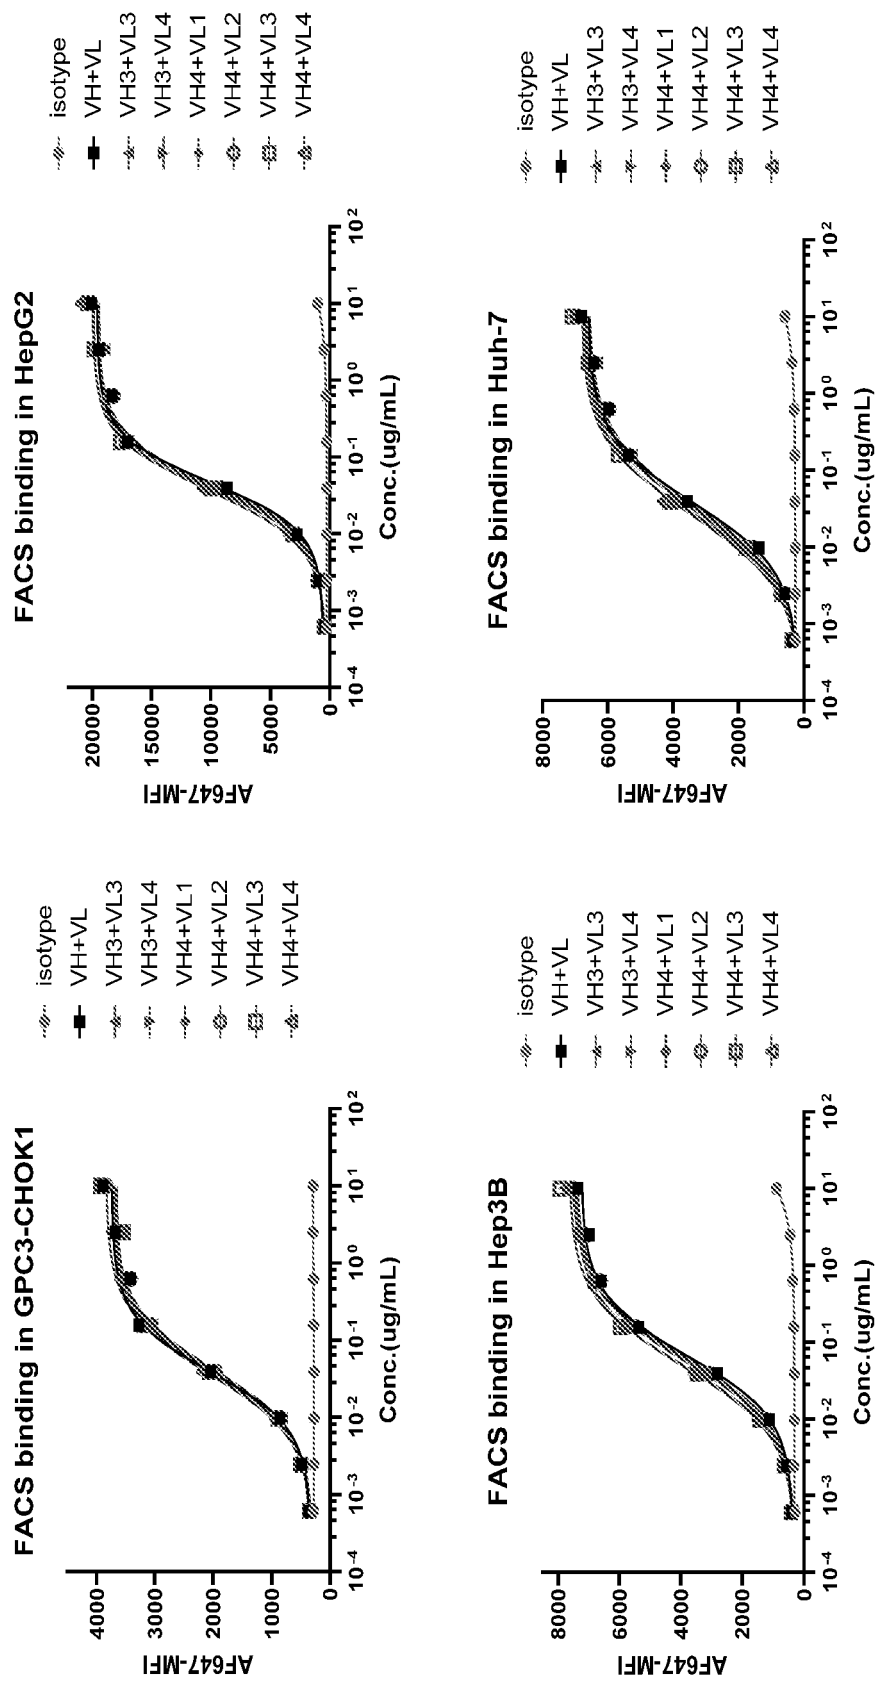 FACS binding in GPC3-CHOK1
AF647-MFI
4000
3000
2000
1000
0
10-4
10-3
10-2
10-1
100
101
102
Conc.(ug/mL)
isotype
VH+VL
VH3+VL3
VH3+VL4
VH4+VL1
VH4+VL2
VH4+VL3
VH4+VL4
FACS binding in HepG2
AF647-MFI
20000
15000
10000
5000
0
10-4
10-3
10-2
10-1
100
101
102
Conc.(ug/mL)
isotype
VH+VL
VH3+VL3
VH3+VL4
VH4+VL1
VH4+VL2
VH4+VL3
VH4+VL4
FACS binding in Hep3B
AF647-MFI
8000
6000
4000
2000
0
10-4
10-3
10-2
10-1
100
101
102
Conc.(ug/mL)
isotype
VH+VL
VH3+VL3
VH3+VL4
VH4+VL1
VH4+VL2
VH4+VL3
VH4+VL4
FACS binding in Huh-7
AF647-MFI
8000
6000
4000
2000
0
10-4
10-3
10-2
10-1
100
101
102
Conc.(ug/mL)
isotype
VH+VL
VH3+VL3
VH3+VL4
VH4+VL1
VH4+VL2
VH4+VL3
VH4+VL4